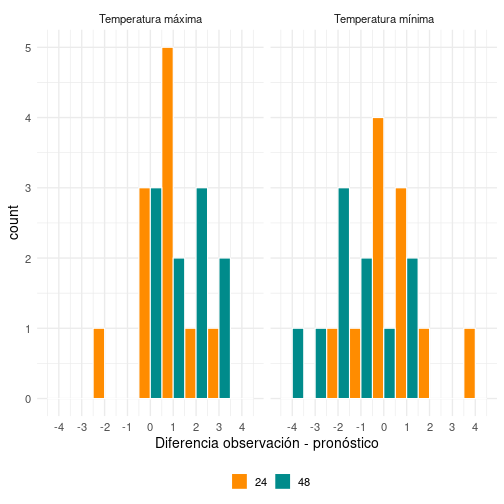 Temperatura máxima
Temperatura mínima
5
4
3
2
1
0
count
-4 -3 -2 -1 0 1 2 3 4
-4 -3 -2 -1 0 1 2 3 4
Diferencia observación - pronóstico
24 48